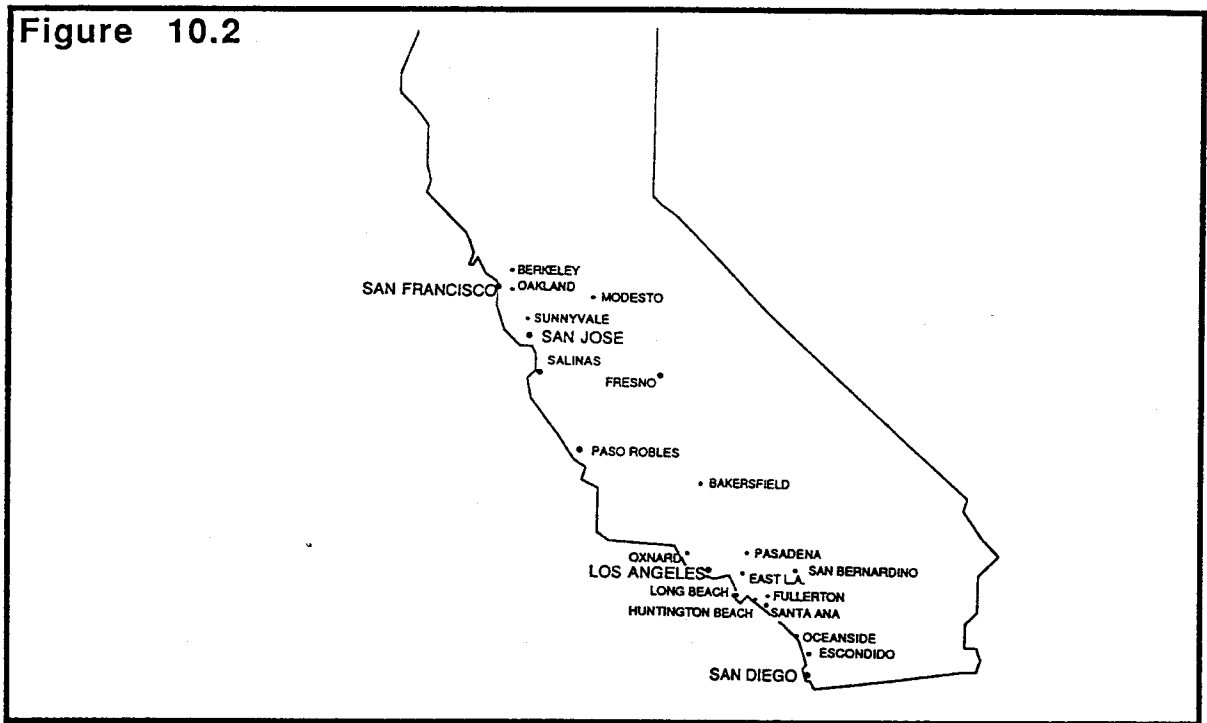 Figure 10.2
BERKELEY
SAN FRANCISCO
OAKLAND
MODESTO
SUNNYVALE
SAN JOSE
SALINAS
FRESNO
PASO ROBLES
BAKERSFIELD
OXNARD
PASADENA
LOS ANGELES
EAST L.A.
SAN BERNARDINO
LONG BEACH
FULLERTON
HUNTINGTON BEACH
SANTA ANA
OCEANSIDE
ESCONDIDO
SAN DIEGO